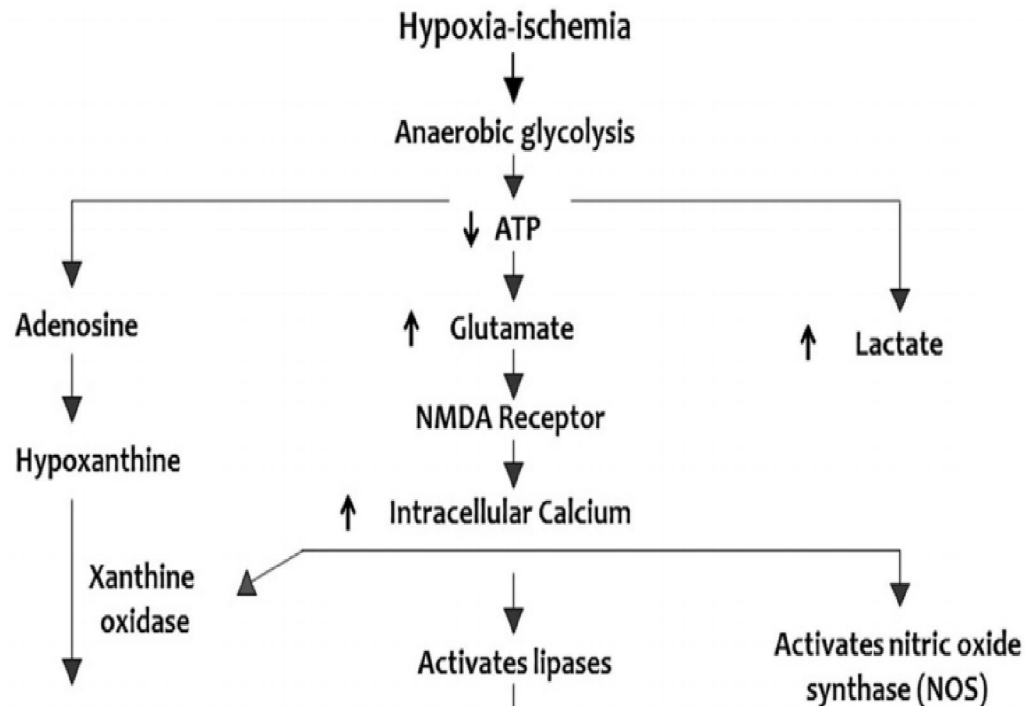 Hypoxia-ischemia
Anaerobic glycolysis
↓ ATP
Adenosine
↑ Glutamate
↑ Lactate
NMDA Receptor
Hypoxanthine
↑ Intracellular Calcium
Xanthine
oxidase
Activates lipases
Activates nitric oxide
synthase (NOS)